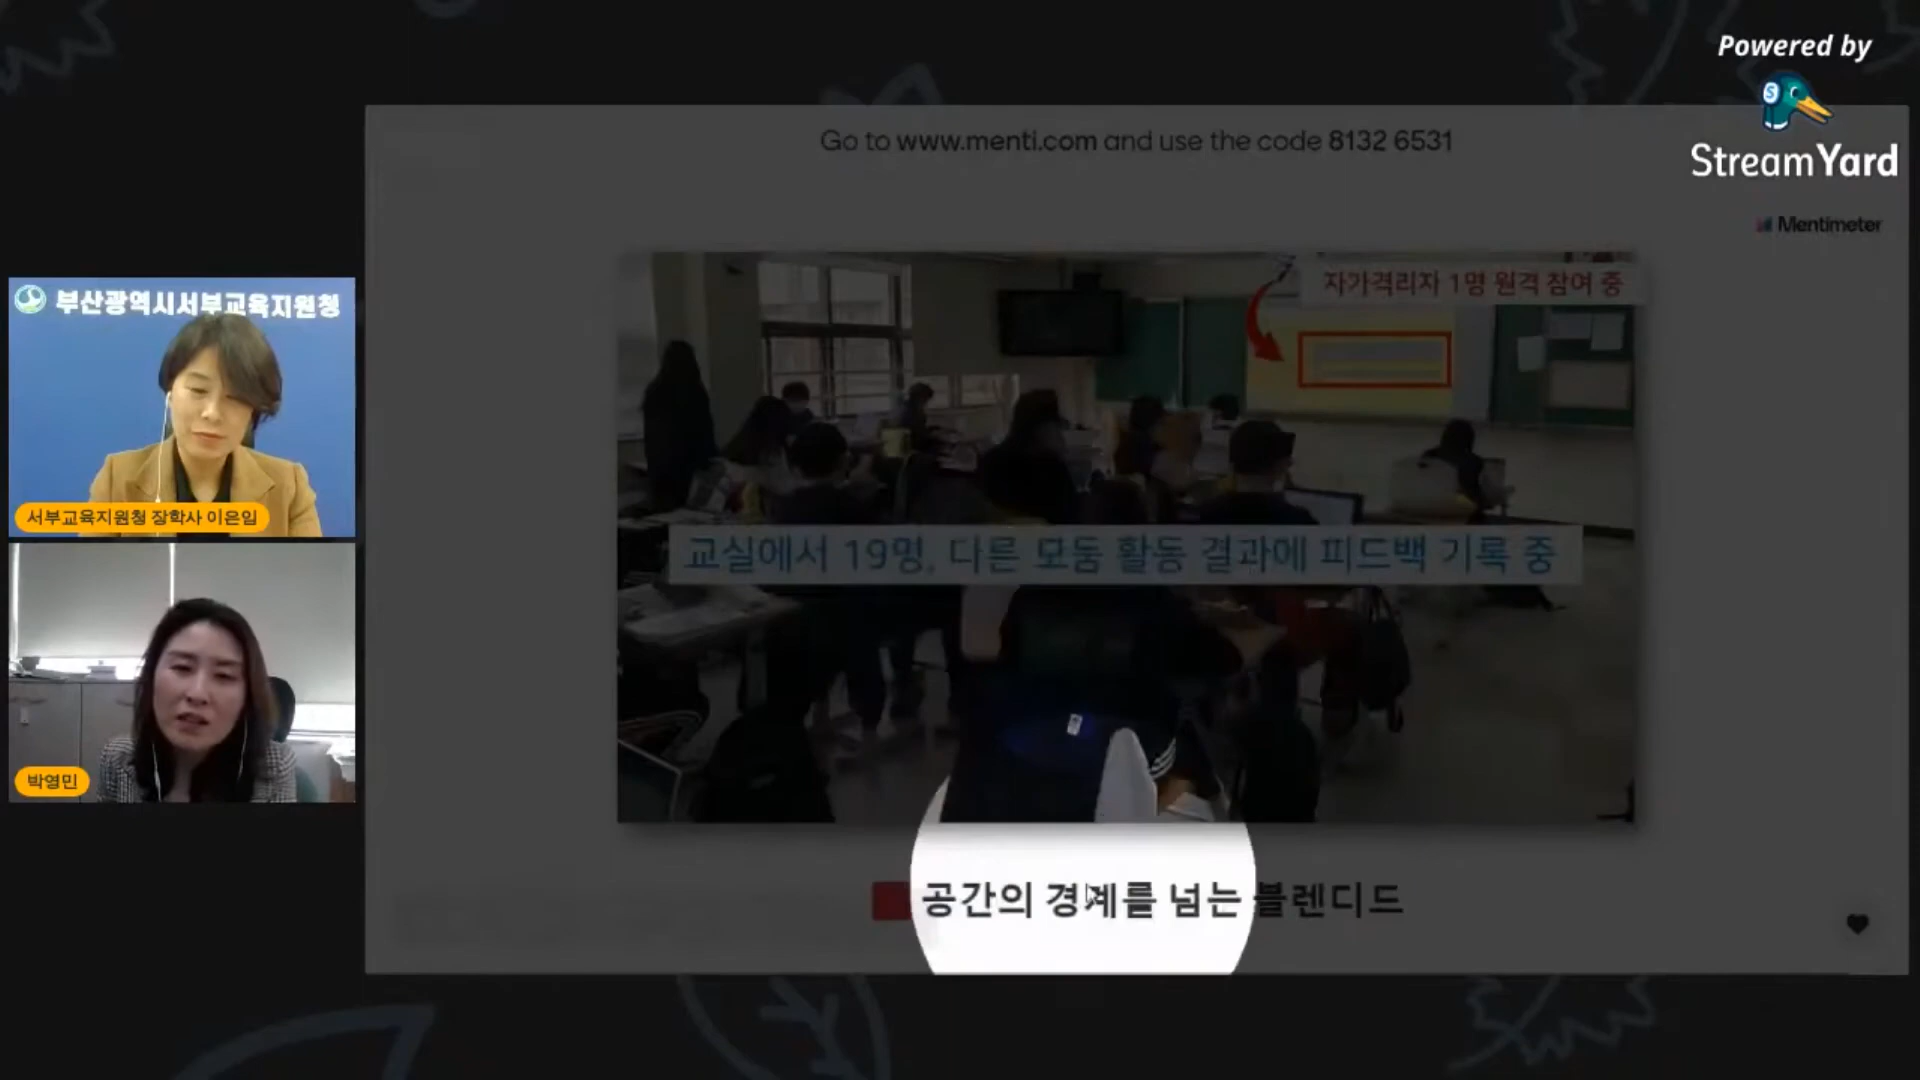 Powered by
StreamYard
Go to www.menti.com and use the code 8132 6531
Mentimeter
부산광역시서부교육지원청
서부교육지원청 장학사 이은임
박영민
자가격리자 1명 원격 참여 중
교실에서 19명, 다른 모둠 활동 결과에 피드백 기록 중
공간의 경계를 넘는 블렌디드